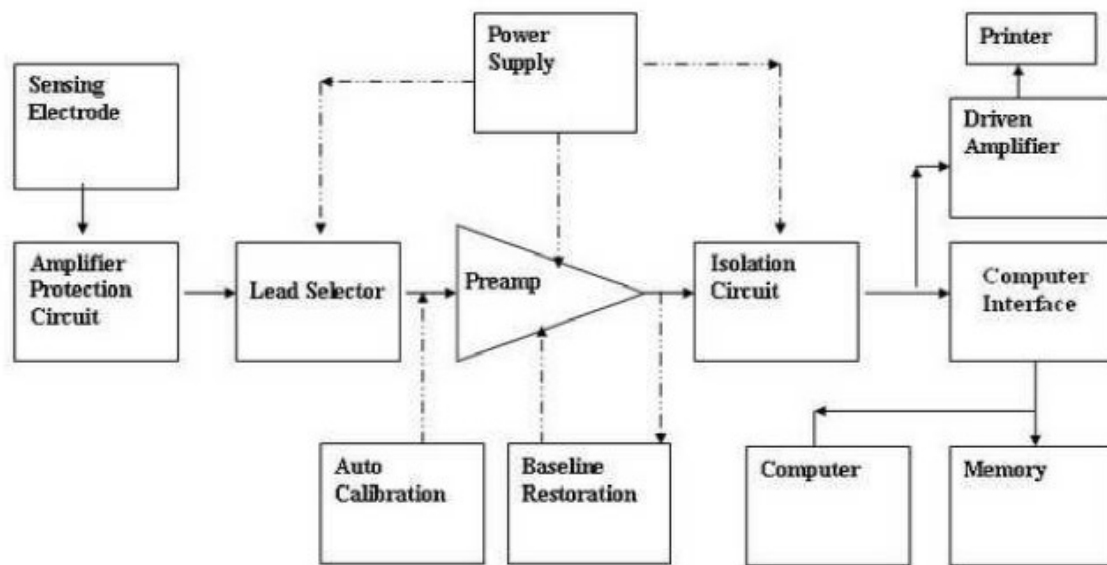 Power
Supply
Printer
Sensing
Electrode
Driven
Amplifier
Amplifier
Protection
Circuit
Lead Selector
Preamp
Isolation
Circuit
Computer
Interface
Auto
Calibration
Baseline
Restoration
Computer
Memory